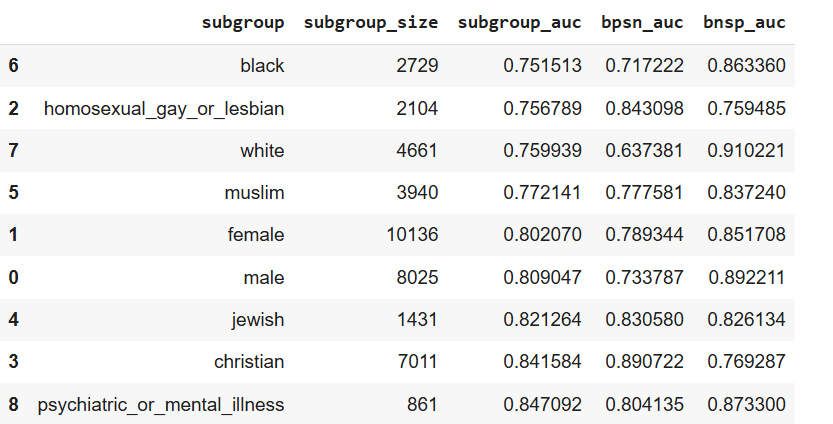 subgroup subgroup_size subgroup_auc bpsn_auc bnsp_auc
6 black 2729 0.751513 0.717222 0.863360
2 homosexual_gay_or_lesbian 2104 0.756789 0.843098 0.759485
7 white 4661 0.759939 0.637381 0.910221
5 muslim 3940 0.772141 0.777581 0.837240
1 female 10136 0.802070 0.789344 0.851708
0 male 8025 0.809047 0.733787 0.892211
4 jewish 1431 0.821264 0.830580 0.826134
3 christian 7011 0.841584 0.890722 0.769287
8 psychiatric_or_mental_illness 861 0.847092 0.804135 0.873300